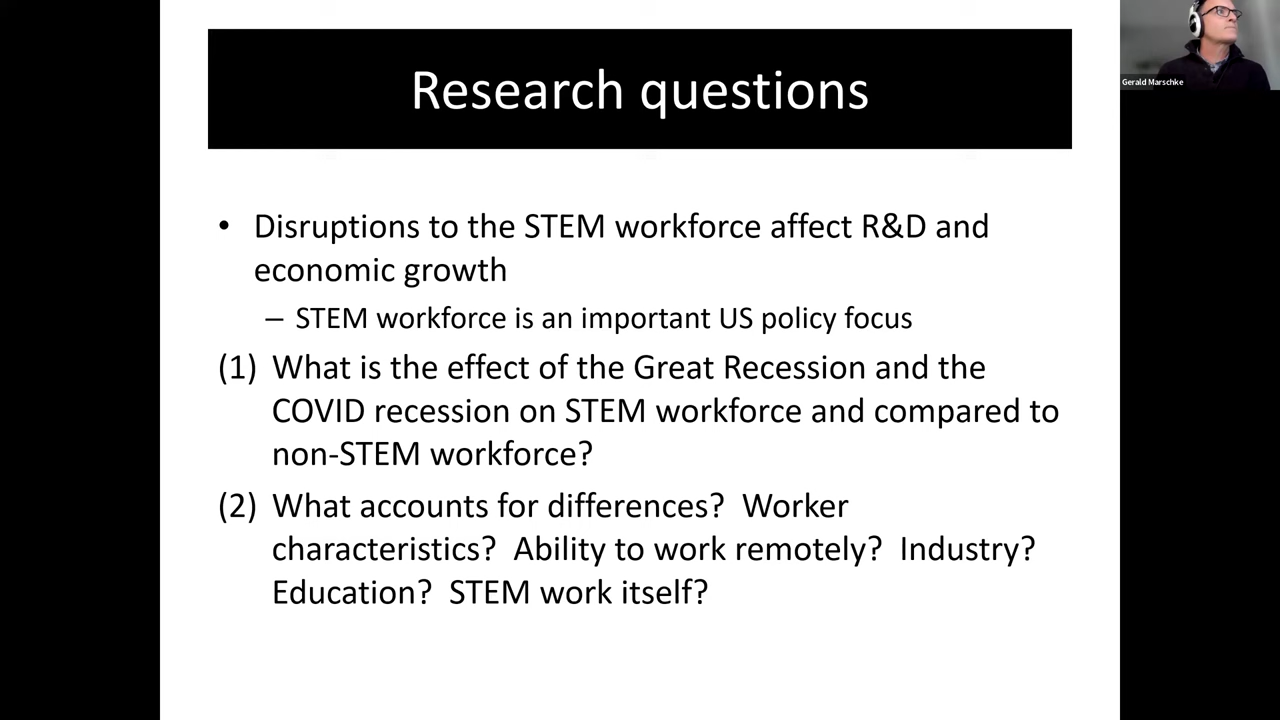 Research questions
Gerald Marschke
• Disruptions to the STEM workforce affect R&D and
economic growth
– STEM workforce is an important US policy focus
(1) What is the effect of the Great Recession and the
COVID recession on STEM workforce and compared to
non-STEM workforce?
(2) What accounts for differences?  Worker
characteristics?  Ability to work remotely?  Industry?
Education?  STEM work itself?